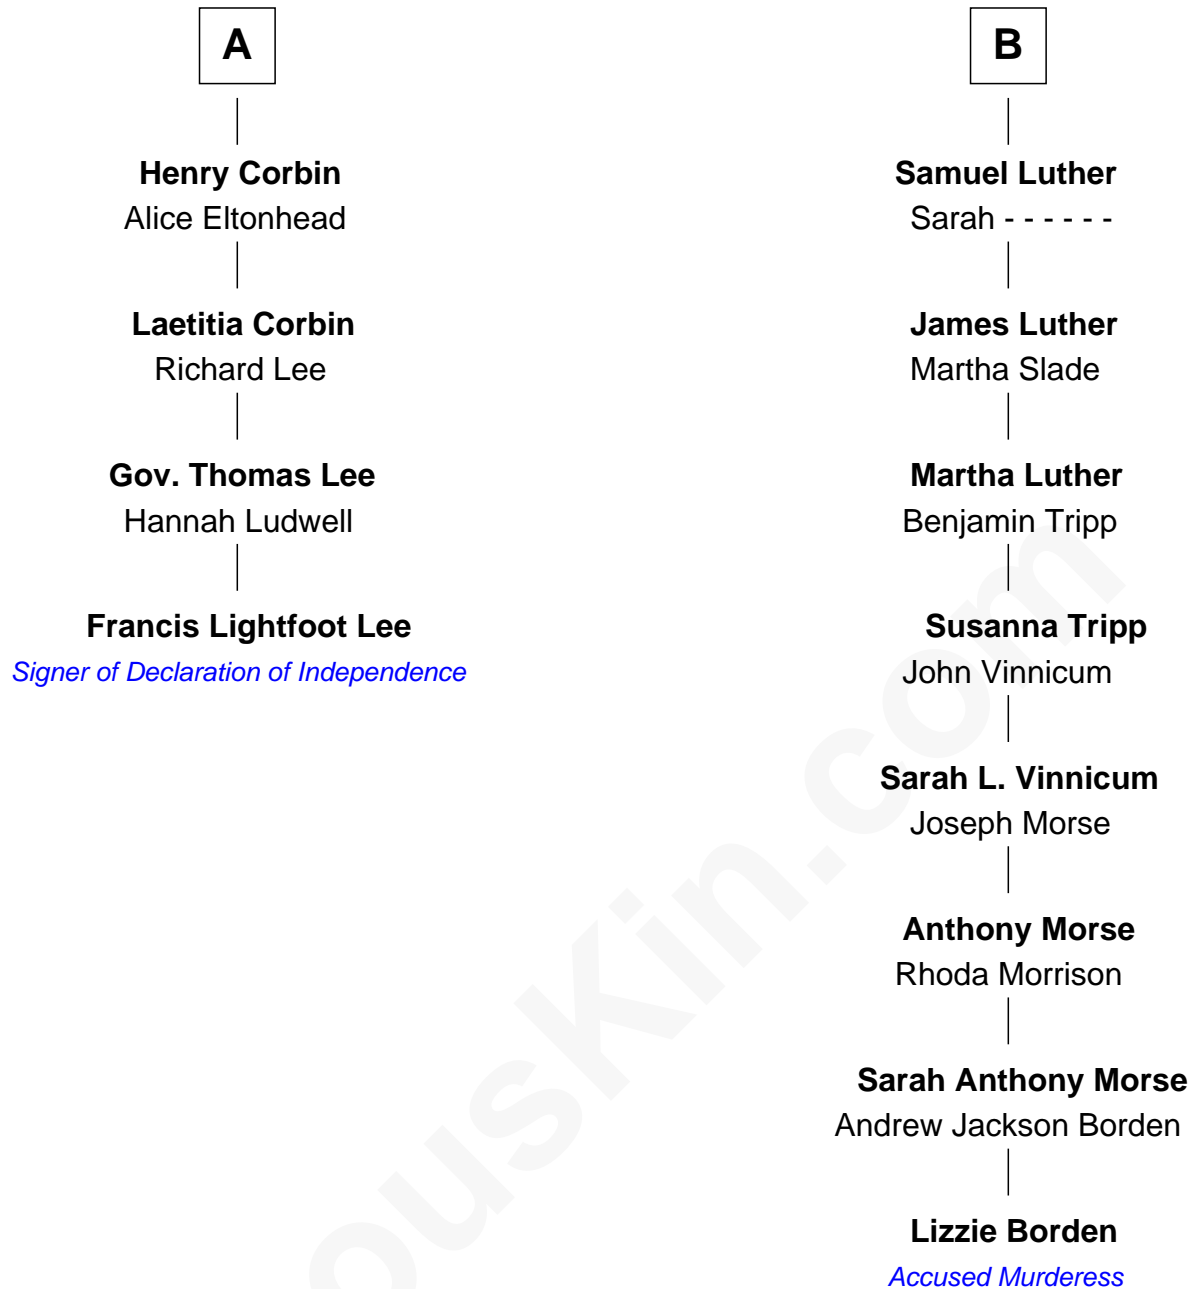 A
Henry Corbin
Alice Eltonhead
Laetitia Corbin
Richard Lee
Gov. Thomas Lee
Hannah Ludwell
Francis Lightfoot Lee
Signer of Declaration of Independence
B
Samuel Luther
Sarah - - - - - -
James Luther
Martha Slade
Martha Luther
Benjamin Tripp
Susanna Tripp
John Vinnicum
Sarah L. Vinnicum
Joseph Morse
Anthony Morse
Rhoda Morrison
Sarah Anthony Morse
Andrew Jackson Borden
Lizzie Borden
Accused Murderess
ousKin.com